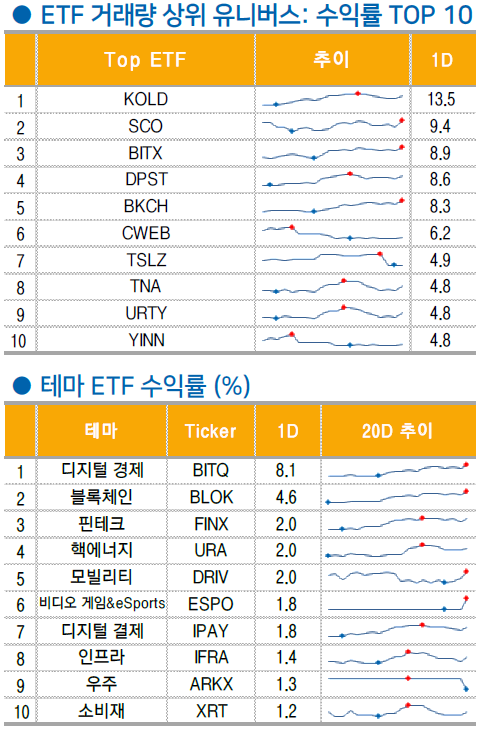 ● ETF 거래량 상위 유니버스: 수익률 TOP 10
Top ETF 추이 1D
1 KOLD 13.5
2 SCO 9.4
3 BITX 8.9
4 DPST 8.6
5 BKCH 8.3
6 CWEB 6.2
7 TSLZ 4.9
8 TNA 4.8
9 URTY 4.8
10 YINN 4.8
● 테마 ETF 수익률 (%)
테마 Ticker 1D 20D 추이
1 디지털 경제 BITQ 8.1
2 블록체인 BLOK 4.6
3 핀테크 FINX 2.0
4 핵에너지 URA 2.0
5 모빌리티 DRIV 2.0
6 비디오 게임&eSports ESPO 1.8
7 디지털 결제 IPAY 1.8
8 인프라 IFRA 1.4
9 우주 ARKX 1.3
10 소비재 XRT 1.2